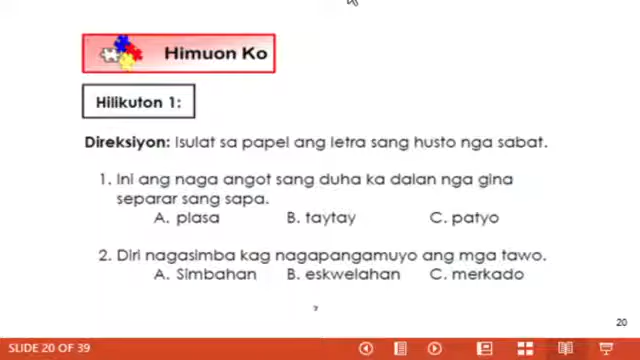 Himuon Ko
Hilikuton 1:
Direksiyon: Isulat sa papel ang letra sang husto nga sabat.
1. Ini ang naga angot sang duha ka dalan nga gina
separar sang sapa.
A. plasa B. taytay C. patyo
2. Diri nagasimba kag nagapangamuyo ang mga tawo.
A. Simbahan B. eskwelahan C. merkado
20
SLIDE 20 OF 39